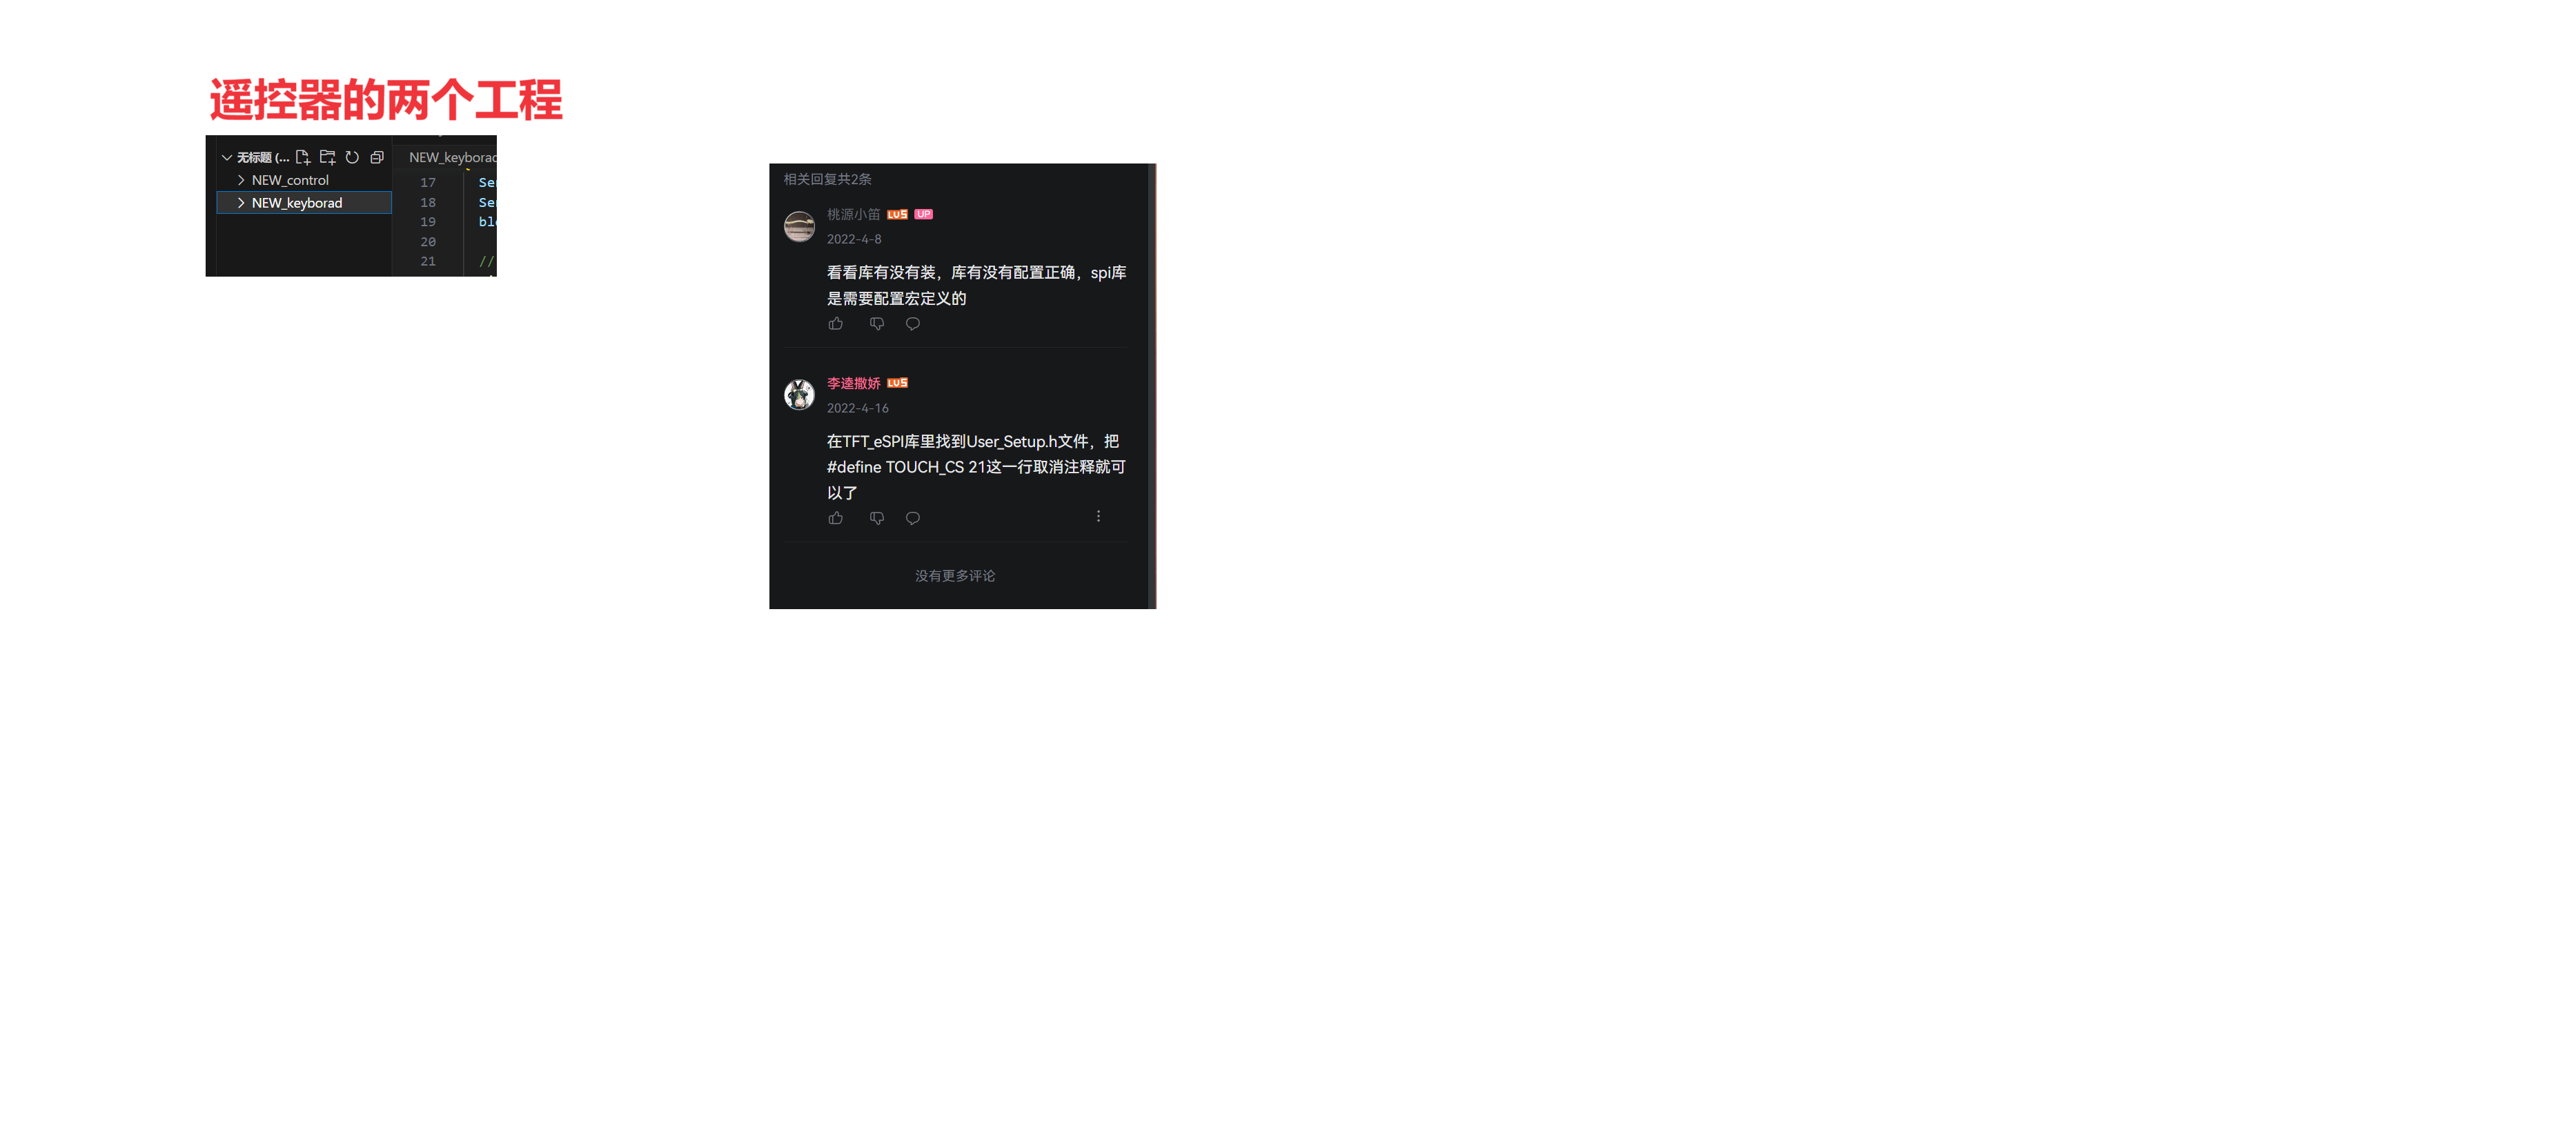 遥控器的两个工程
无标题 (...
NEW_control
NEW_keyborad
NEW_keyborad
17
18
19
20
21 //
相关回复共2条
桃源小笛 LV5 UP
2022-4-8
看看库有没有装，库有没有配置正确，spi库
是需要配置宏定义的
李逵撒娇 LV5
2022-4-16
在TFT_eSPI库里找到User_Setup.h文件，把
#define TOUCH_CS 21这一行取消注释就可
以了
没有更多评论